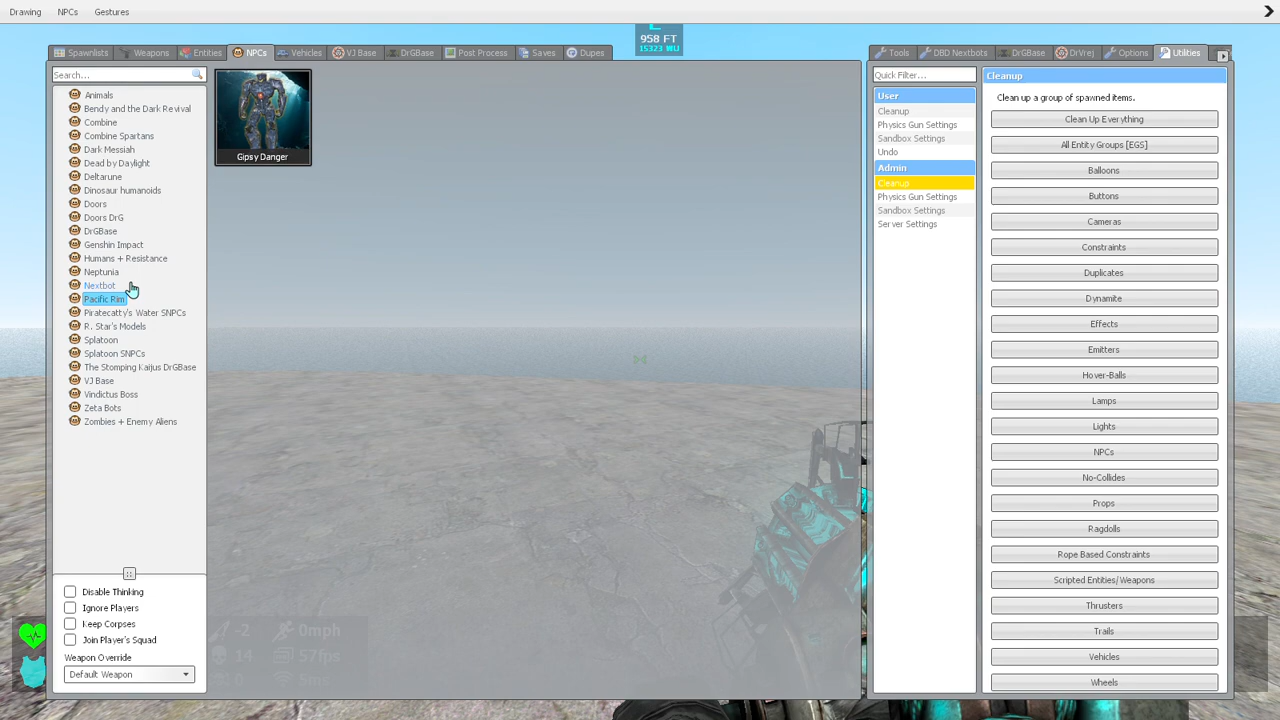 Drawing NPCs Gestures
958 FT
15323 WU
Spawnlists Weapons Entities NPCs Vehicles VJ Base DrGBase Post Process Saves Dupes
Tools DBD Nextbots DrGBase DrVrej Options Utilities
Search...
Animals
Bendy and the Dark Revival
Combine
Combine Spartans
Dark Messiah
Dead by Daylight
Deltarune
Dinosaur humanoids
Doors
Doors DrG
DrGBase
Genshin Impact
Humans + Resistance
Neptunia
Nextbot
Pacific Rim
Piratecatty's Water SNPCs
R. Star's Models
Splatoon
Splatoon SNPCs
The Stomping Kaijus DrGBase
VJ Base
Vindictus Boss
Zeta Bots
Zombies + Enemy Aliens
Disable Thinking
Ignore Players
Keep Corpses
Join Player's Squad
Weapon Override
Default Weapon
Gipsy Danger
-2 0mph
14 57fps
0 5ms
Quick Filter...
User
Cleanup
Physics Gun Settings
Sandbox Settings
Undo
Admin
Cleanup
Physics Gun Settings
Sandbox Settings
Server Settings
Cleanup
Clean up a group of spawned items.
Clean Up Everything
All Entity Groups [EGS]
Balloons
Buttons
Cameras
Constraints
Duplicates
Dynamite
Effects
Emitters
Hover-Balls
Lamps
Lights
NPCs
No-Collides
Props
Ragdolls
Rope Based Constraints
Scripted Entities/Weapons
Thrusters
Trails
Vehicles
Wheels